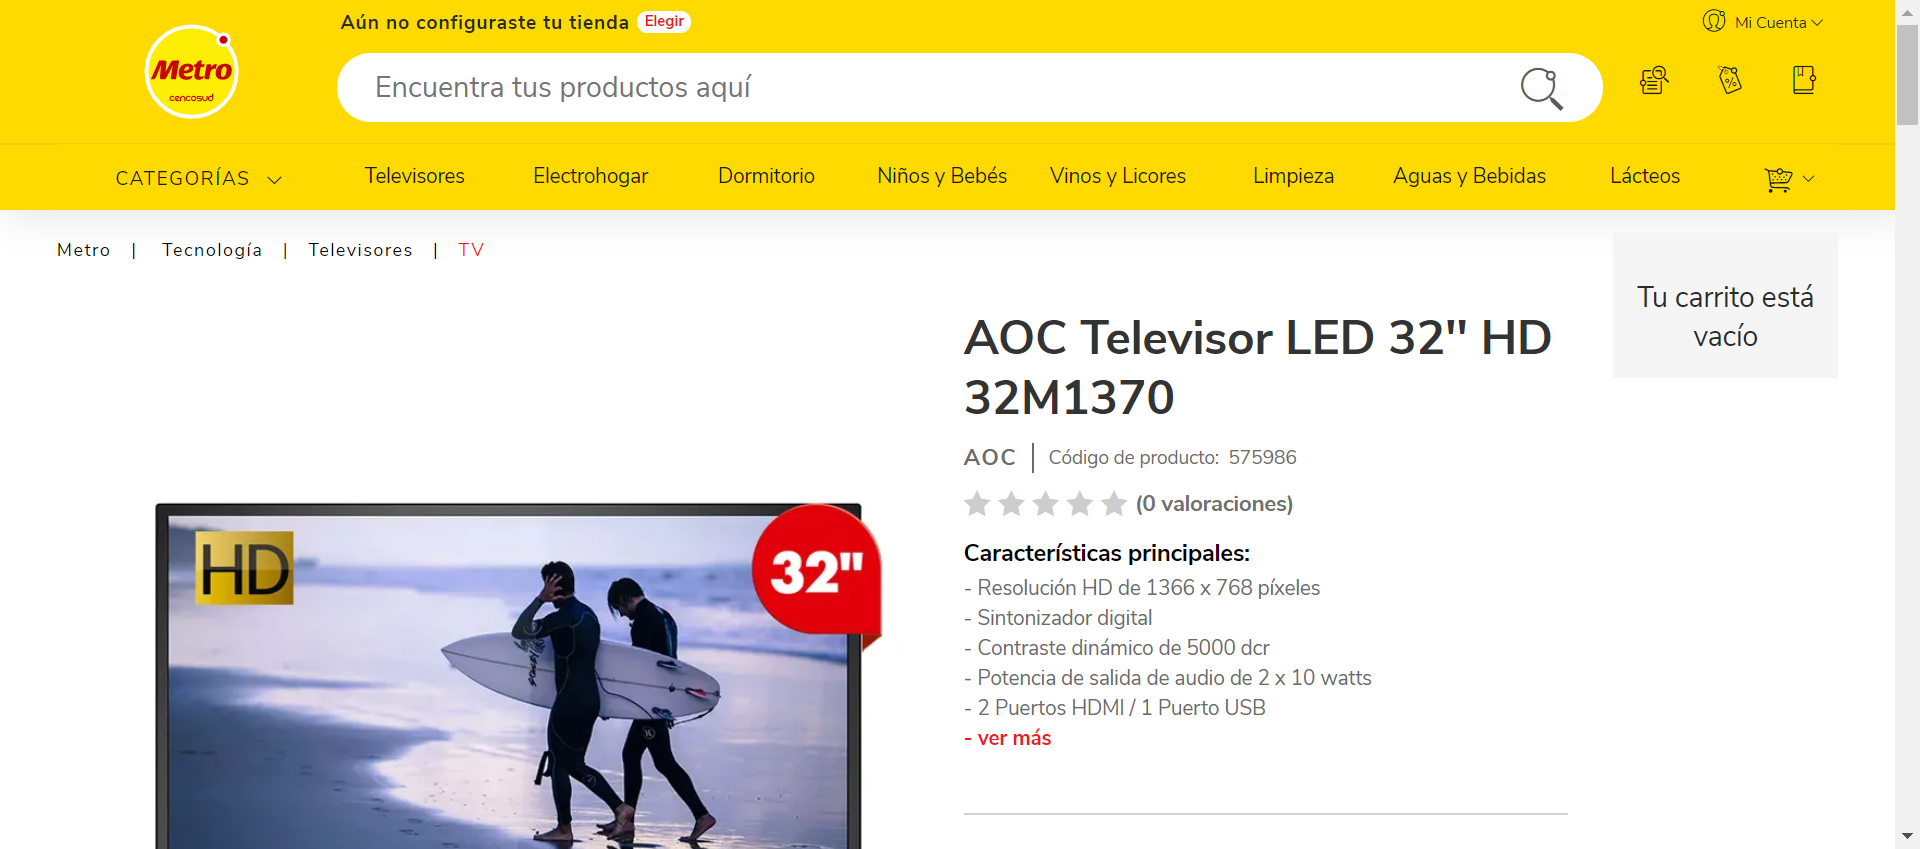 Aún no configuraste tu tienda Elegir
Mi Cuenta
Metro
cencosud
Encuentra tus productos aquí
CATEGORÍAS Televisores Electrohogar Dormitorio Niños y Bebés Vinos y Licores Limpieza Aguas y Bebidas Lácteos
Metro | Tecnología | Televisores | TV
Tu carrito está
vacío
AOC Televisor LED 32" HD
32M1370
AOC | Código de producto: 575986
(0 valoraciones)
Características principales:
- Resolución HD de 1366 x 768 píxeles
- Sintonizador digital
- Contraste dinámico de 5000 dcr
- Potencia de salida de audio de 2 x 10 watts
- 2 Puertos HDMI / 1 Puerto USB
- ver más
HD
32"